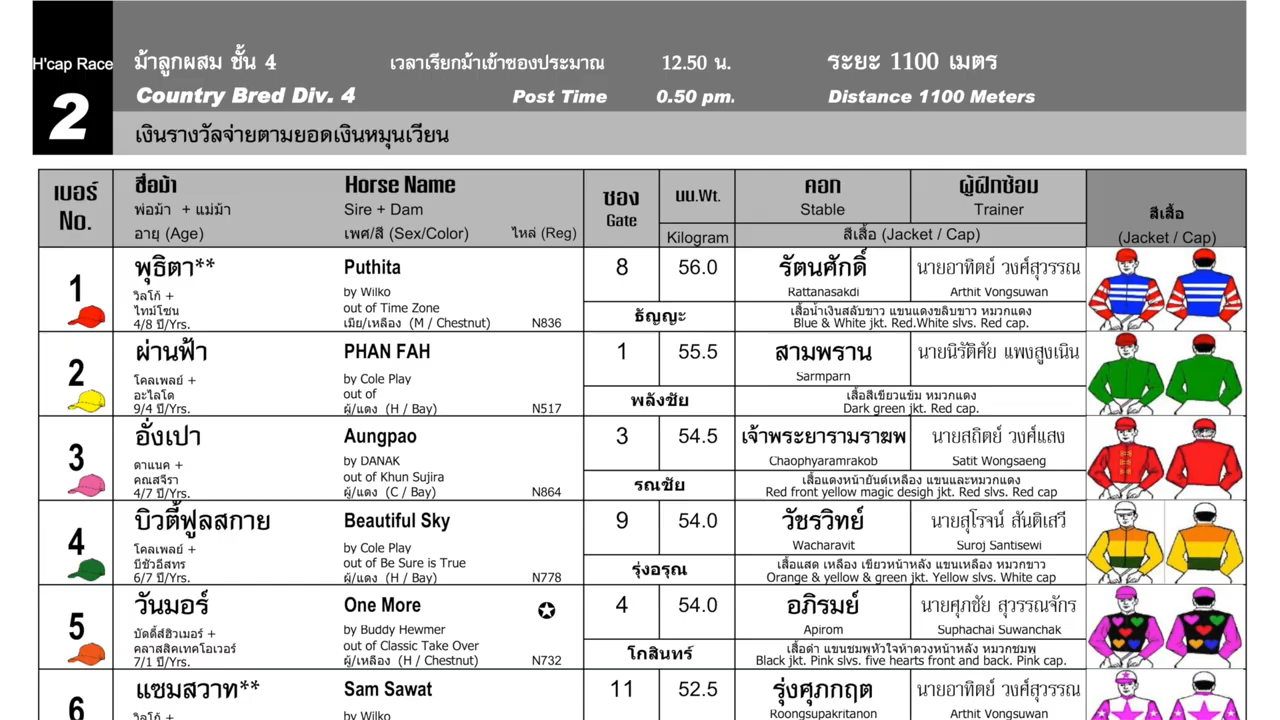 H'cap Race
2
ม้าลูกผสม ชั้น 4 เวลาเรียกม้าเข้าซองประมาณ 12.50 น. ระยะ 1100 เมตร
Country Bred Div. 4 Post Time 0.50 pm. Distance 1100 Meters
เงินรางวัลจ่ายตามยอดเงินหมุนเวียน
เบอร์ ชื่อม้า Horse Name ซอง นน.Wt. คอก ผู้ฝึกซ้อม สีเสื้อ
No. พ่อม้า + แม่ม้า Sire + Dam Gate Stable Trainer
อายุ (Age) เพศ/สี (Sex/Color) ไหล่ (Reg) Kilogram สีเสื้อ (Jacket / Cap) (Jacket / Cap)
1 พุธิตา** Puthita 8 56.0 รัตนศักดิ์ นายอาทิตย์ วงศ์สุวรรณ
วิลโก้ + by Wilko Rattanasakdi Arthit Vongsuwan
ไทม์โซน out of Time Zone ธัญญะ เสื้อน้ำเงินสลับขาว แขนแดงขลิบขาว หมวกแดง
4/8 ปี/Yrs. เมีย/เหลือง (M / Chestnut) N836 Blue & White jkt. Red.White slvs. Red cap.
2 ผ่านฟ้า PHAN FAH 1 55.5 สามพราน นายนิรัติศัย แพงสูงเนิน
โคลเพลย์ + by Cole Play Sarmparn
อะไลโด out of พลังชัย เสื้อสีเขียวแข้ม หมวกแดง
9/4 ปี/Yrs. ผู้/แดง (H / Bay) N517 Dark green jkt. Red cap.
3 อั่งเปา Aungpao 3 54.5 เจ้าพระยารามราฆพ นายสถิตย์ วงศ์แสง
ดาแนค + by DANAK Chaophyaramrakob Satit Wongsaeng
คณสจีรา out of Khun Sujira รณชัย เสื้อแดงหน้ายันต์เหลือง แขนและหมวกแดง
4/7 ปี/Yrs. ผู้/แดง (C / Bay) N864 Red front yellow magic desigh jkt. Red slvs. Red cap
4 บิวตี้ฟูลสกาย Beautiful Sky 9 54.0 วัชรวิทย์ นายสุโรจน์ สันติเสวี
โคลเพลย์ + by Cole Play Wacharavit Suroj Santisewi
บีชัวอีสทร out of Be Sure is True รุ่งอรุณ เสื้อแสด เหลือง เขียวหน้าหลัง แขนเหลือง หมวกขาว
6/7 ปี/Yrs. ผู้/แดง (H / Bay) N778 Orange & yellow & green jkt. Yellow slvs. White cap
5 วันมอร์ One More 4 54.0 อภิรมย์ นายศุภชัย สุวรรณจักร
บัดดี้ส์ฮิวเมอร์ + by Buddy Hewmer Apirom Suphachai Suwanchak
คลาสสิคเทคโอเวอร์ out of Classic Take Over โกสินทร์ เสื้อดำ แขนชมพูหัวใจห้าดวงหน้าหลัง หมวกชมพู
7/1 ปี/Yrs. ผู้/เหลือง (H / Chestnut) N732 Black jkt. Pink slvs. five hearts front and back. Pink cap.
6 แซมสวาท** Sam Sawat 11 52.5 รุ่งศุภกฤต นายอาทิตย์ วงศ์สุวรรณ
วิลโก้ + by Wilko Roongsupakritanon Arthit Vongsuwan